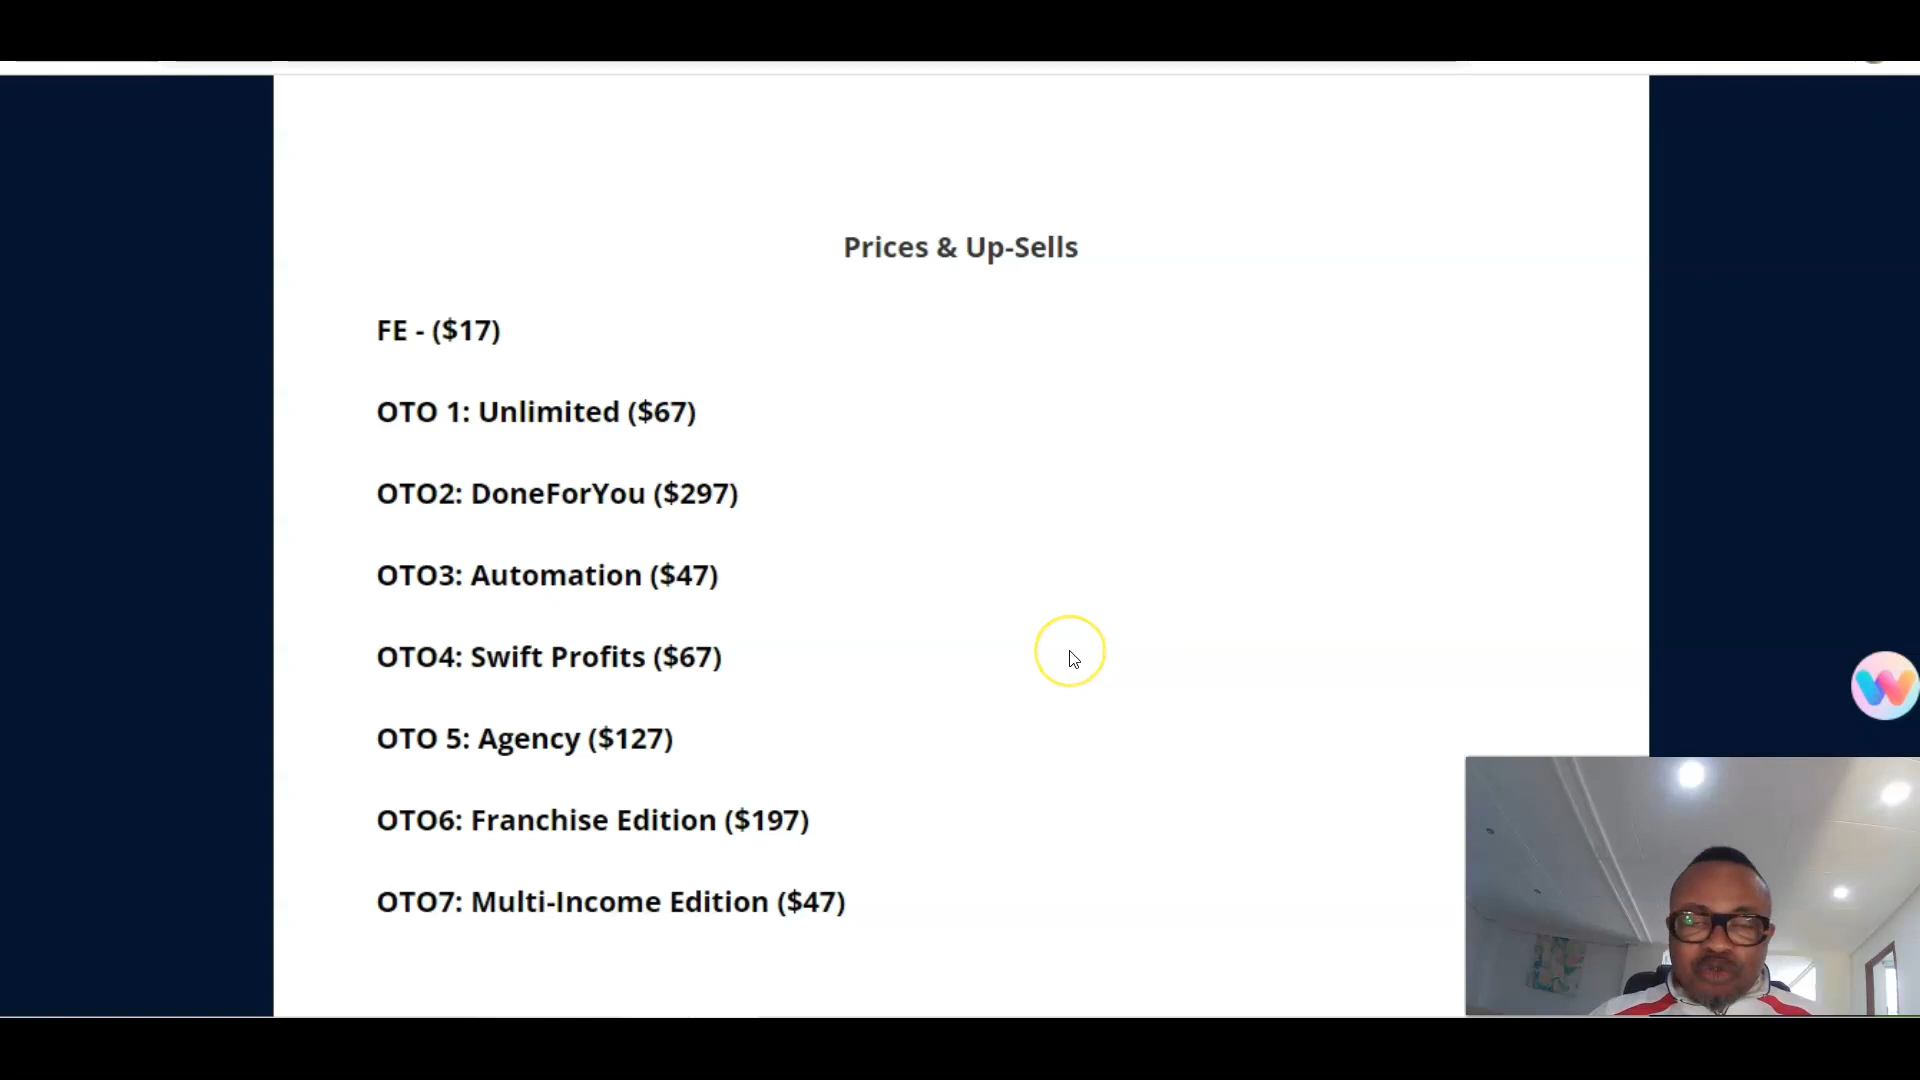 Prices & Up-Sells
FE - ($17)
OTO 1: Unlimited ($67)
OTO2: DoneForYou ($297)
OTO3: Automation ($47)
OTO4: Swift Profits ($67)
OTO 5: Agency ($127)
OTO6: Franchise Edition ($197)
OTO7: Multi-Income Edition ($47)